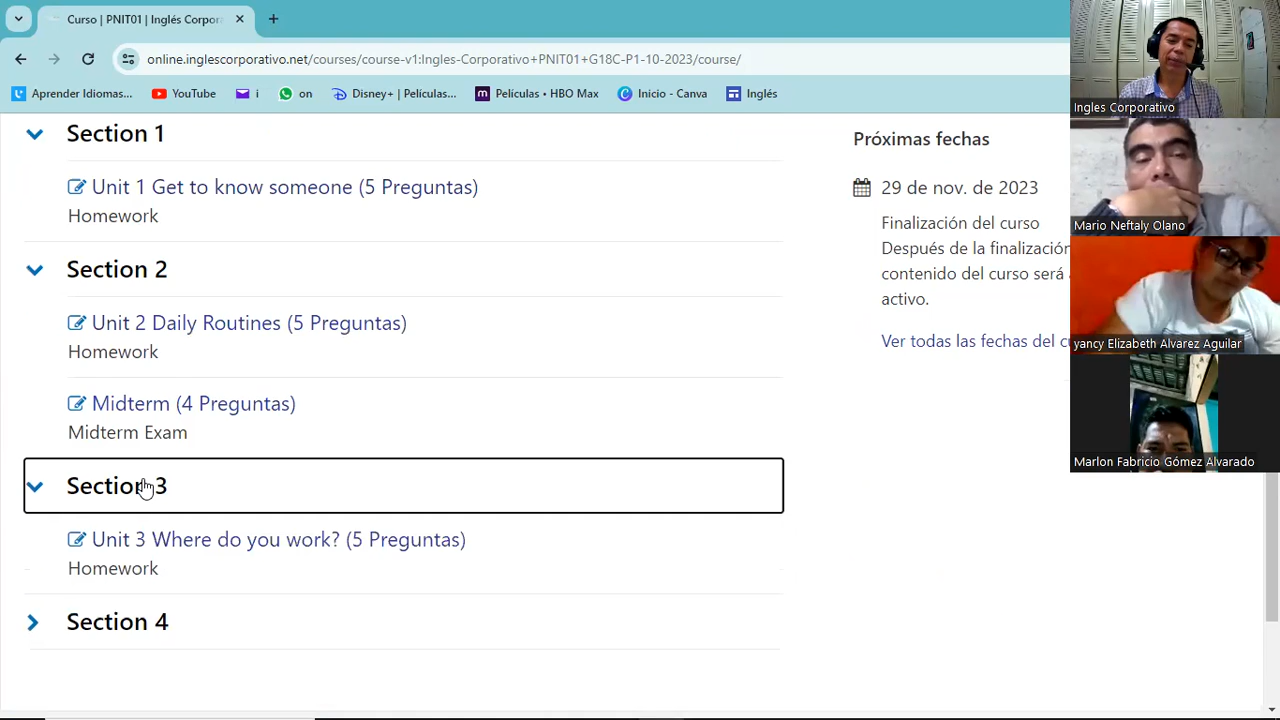 Curso | PNIT01 | Inglés Corpor
online.inglescorporativo.net/courses/co
Ingles-Corporativo+PNIT01+G18C-P1-10-2023/course/
Aprender Idiomas...
YouTube
i
on
Disney+ | Películas...
Películas • HBO Max
Inicio - Canva
Inglés
Section 1
Unit 1 Get to know someone (5 Preguntas)
Homework
Section 2
Unit 2 Daily Routines (5 Preguntas)
Homework
Midterm (4 Preguntas)
Midterm Exam
Section 3
Unit 3 Where do you work? (5 Preguntas)
Homework
Section 4
Próximas fechas
29 de nov. de 2023
Finalización del curso
Después de la finalización
contenido del curso será
activo.
Ver todas las fechas del
Ingles Corporativo
Mario Neftaly Olano
yancy Elizabeth Alvarez Aguilar
Marlon Fabricio Gómez Alvarado